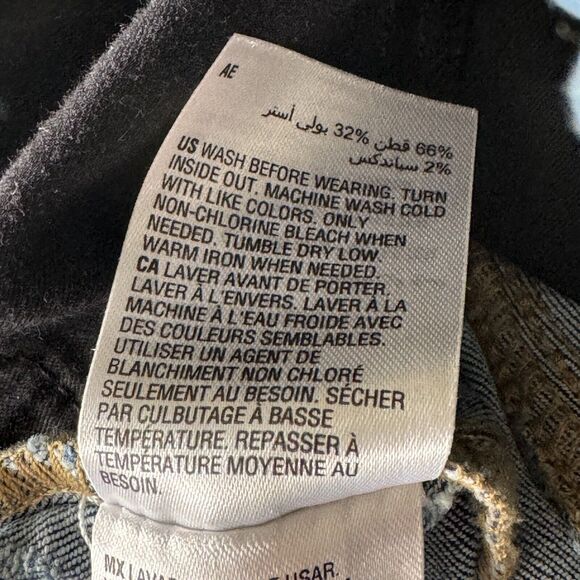 AE
66% قطن 32% بولي أستر
2% سباندكس
US WASH BEFORE WEARING. TURN
INSIDE OUT. MACHINE WASH COLD
WITH LIKE COLORS. ONLY
NON-CHLORINE BLEACH WHEN
NEEDED. TUMBLE DRY LOW.
WARM IRON WHEN NEEDED.
CA LAVER AVANT DE PORTER.
LAVER À L'ENVERS. LAVER À LA
MACHINE À L'EAU FROIDE AVEC
DES COULEURS SEMBLABLES.
UTILISER UN AGENT DE
BLANCHIMENT NON CHLORÉ
SEULEMENT AU BESOIN. SÉCHER
PAR CULBUTAGE À BASSE
TEMPÉRATURE. REPASSER À
TEMPÉRATURE MOYENNE AU
BESOIN.
MX USAR.